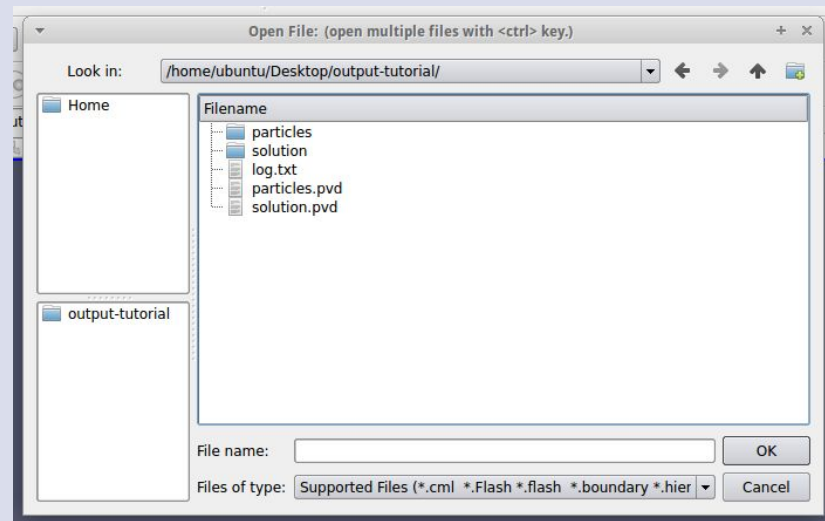 Open File: (open multiple files with <ctrl> key.)
Look in:
/home/ubuntu/Desktop/output-tutorial/
Home
Filename
particles
solution
log.txt
particles.pvd
solution.pvd
output-tutorial
File name:
OK
Files of type:
Supported Files (*.cml *.Flash *.flash *.boundary *.hier
Cancel